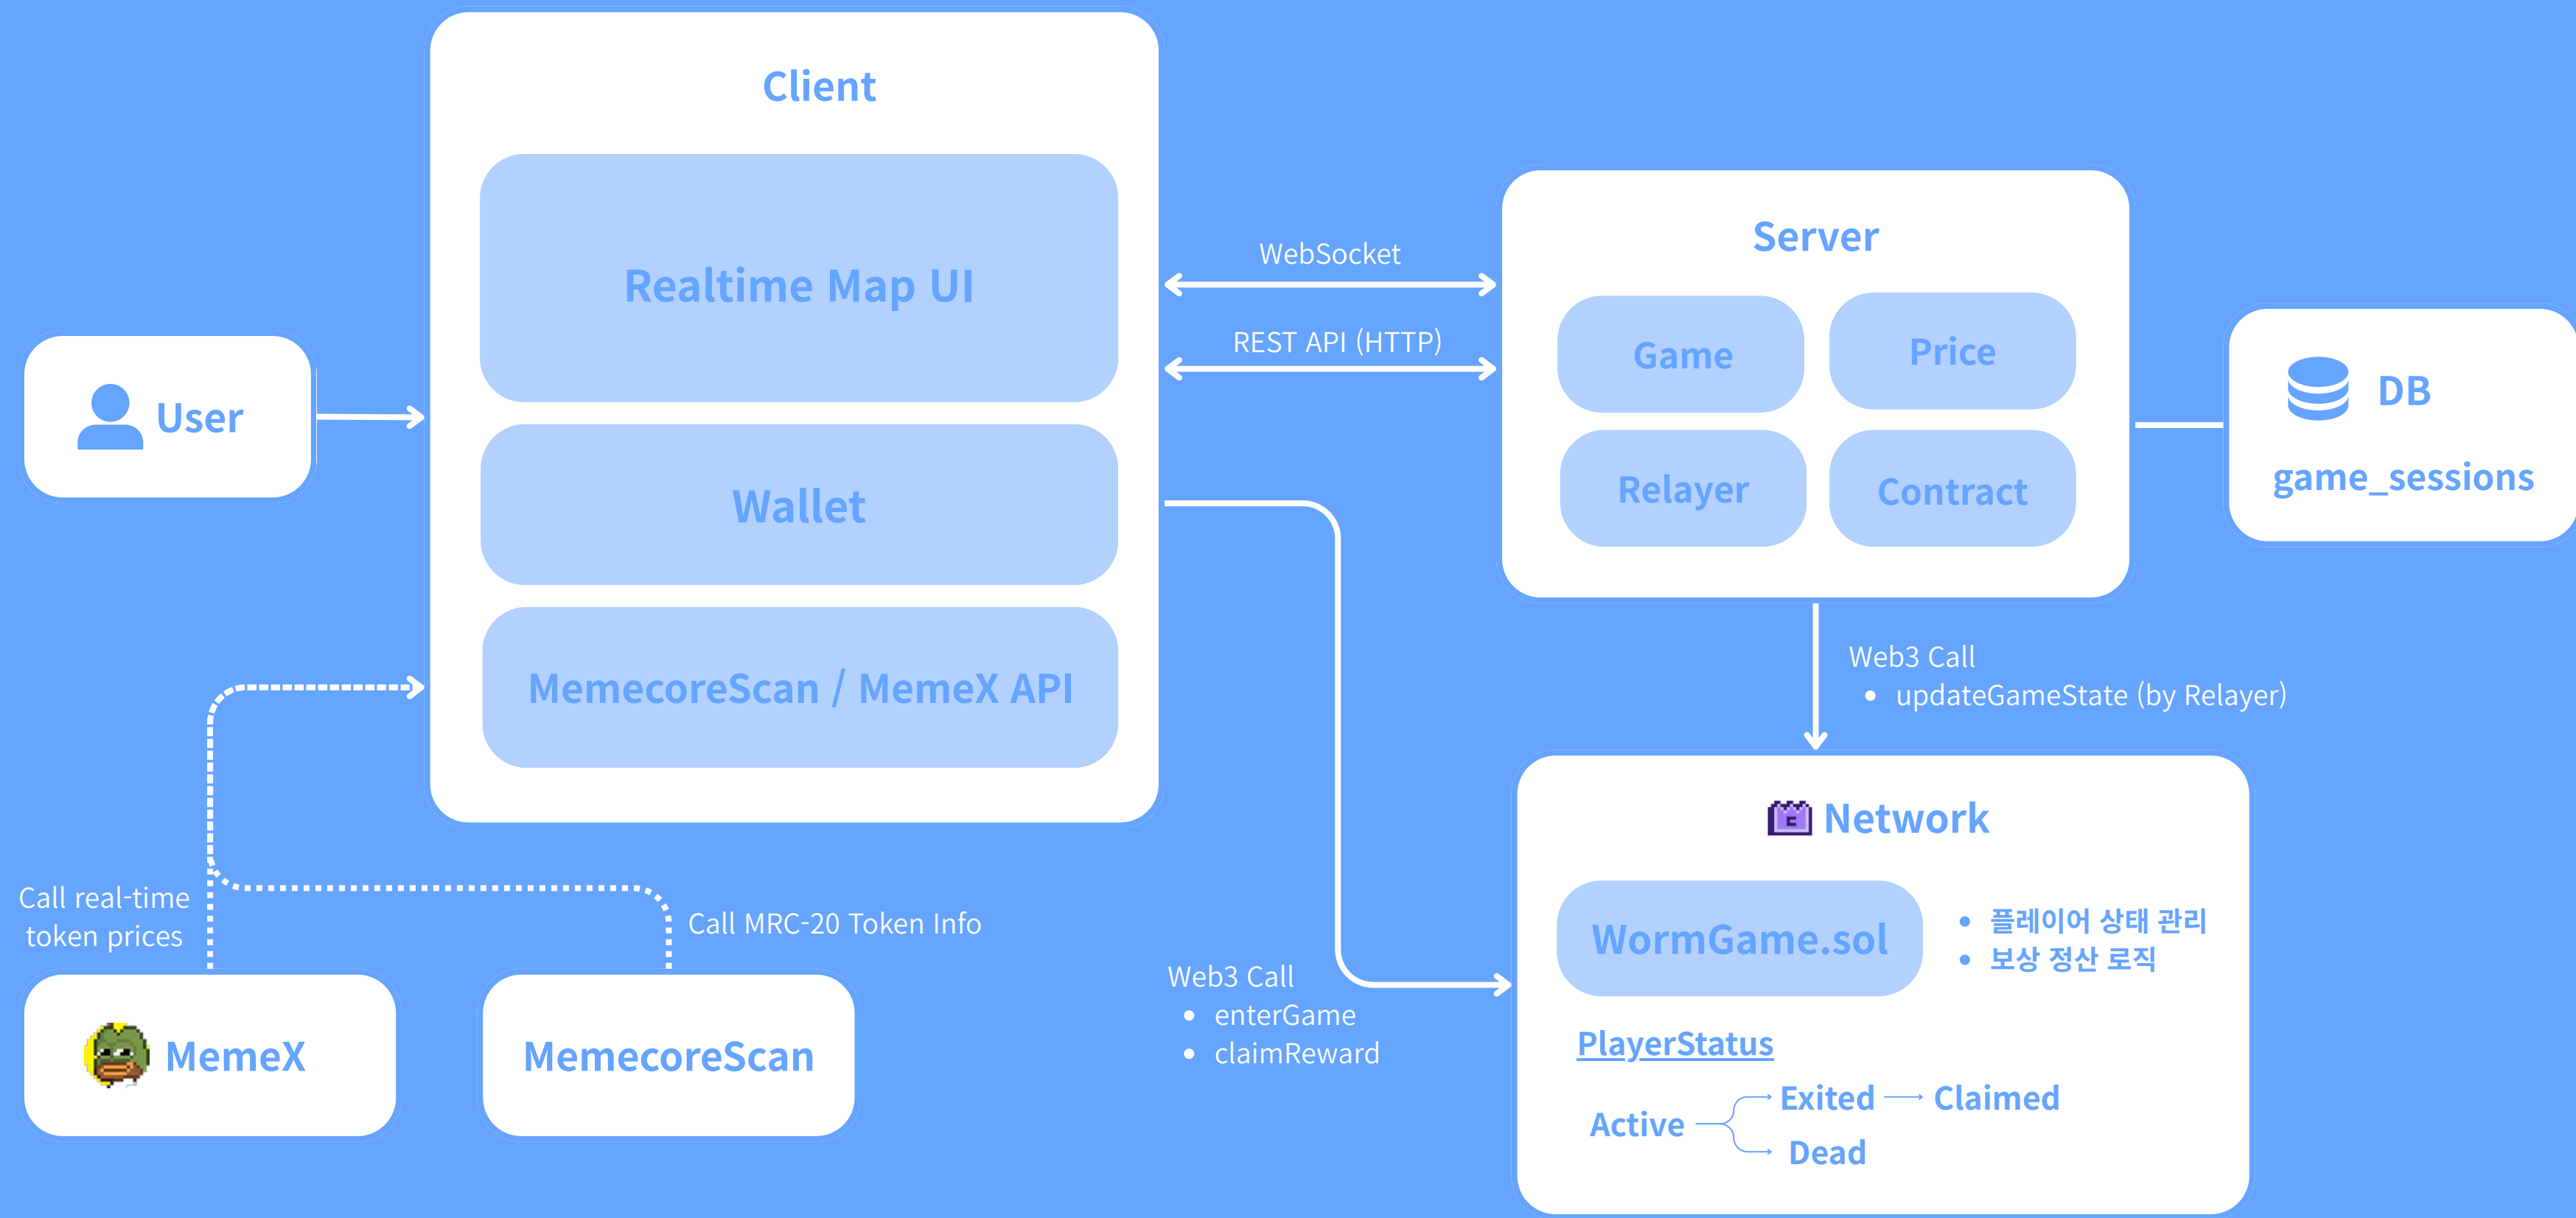 Client
Realtime Map UI
Wallet
MemecoreScan / MemeX API
User
WebSocket
REST API (HTTP)
Server
Game
Price
Relayer
Contract
DB
game_sessions
Web3 Call
• updateGameState (by Relayer)
Call real-time
token prices
Call MRC-20 Token Info
MemeX
MemecoreScan
Web3 Call
• enterGame
• claimReward
Network
WormGame.sol
• 플레이어 상태 관리
• 보상 정산 로직
PlayerStatus
Active
Exited
Claimed
Dead